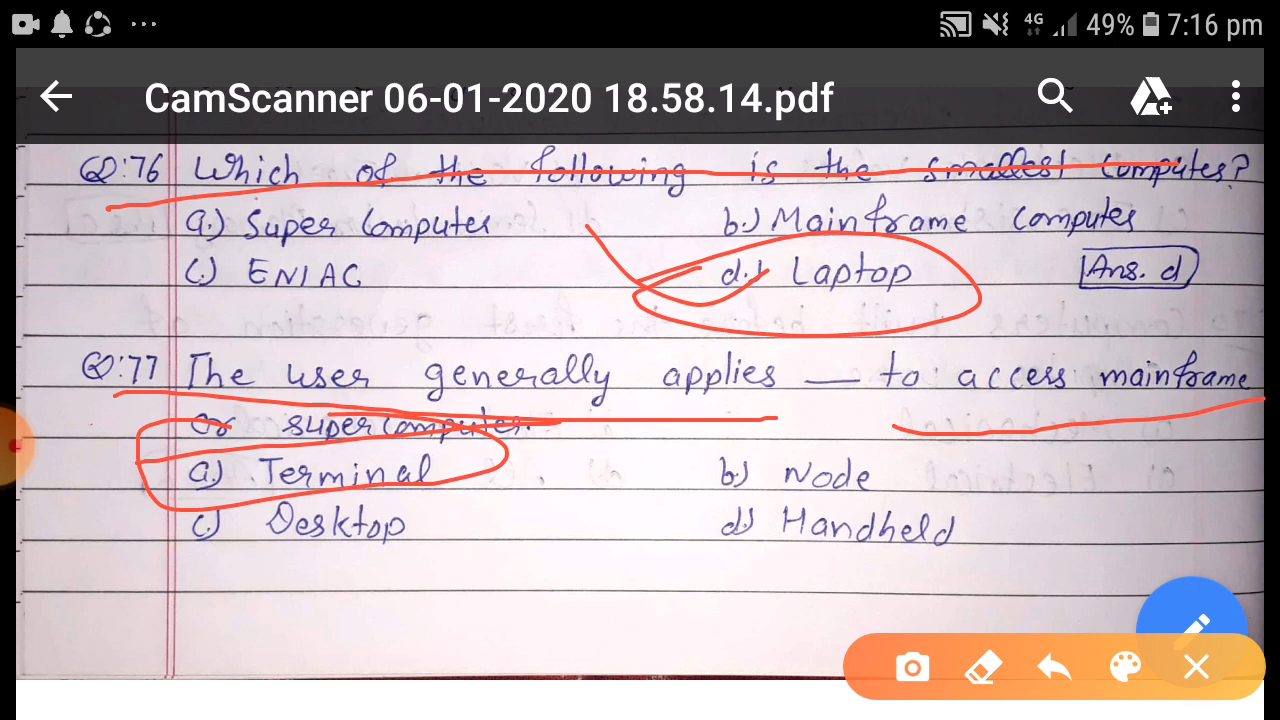 4G 49% 7:16 pm
CamScanner 06-01-2020 18.58.14.pdf
Q:76 Which of the following is the smallest computer?
a.) Super Computer b.) Mainframe Computer
c.) ENIAC d.) Laptop Ans. d
Q:77 The user generally applies — to access mainframe
or supercomputer.
a.) Terminal b.) Node
c.) Desktop d.) Handheld